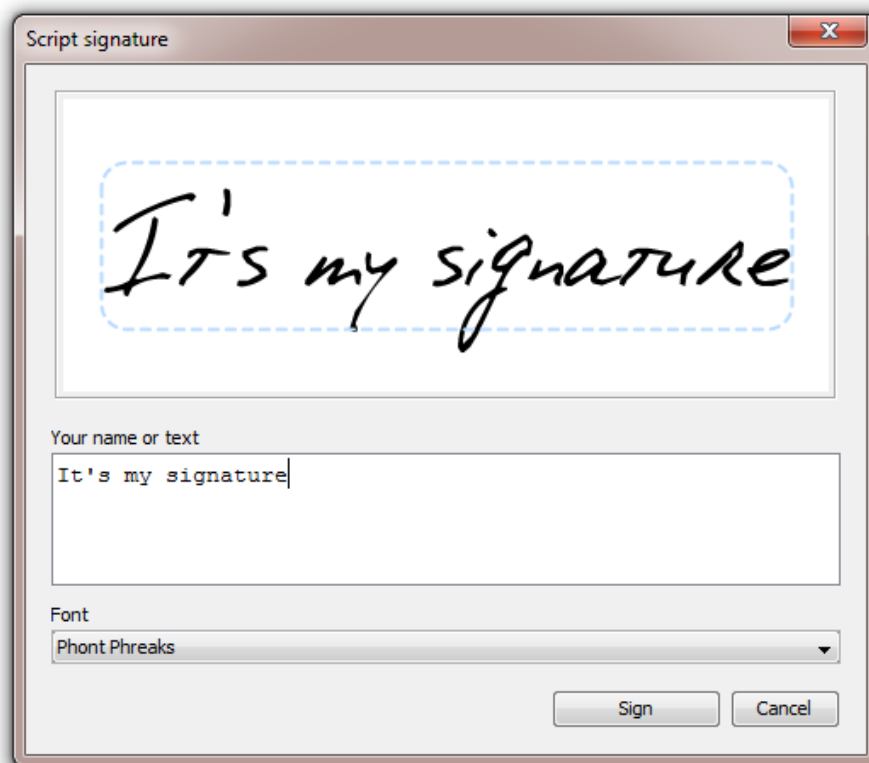 Script signature
It's my signature
Your name or text
It's my signature
Font
Phont Phreaks
Sign Cancel